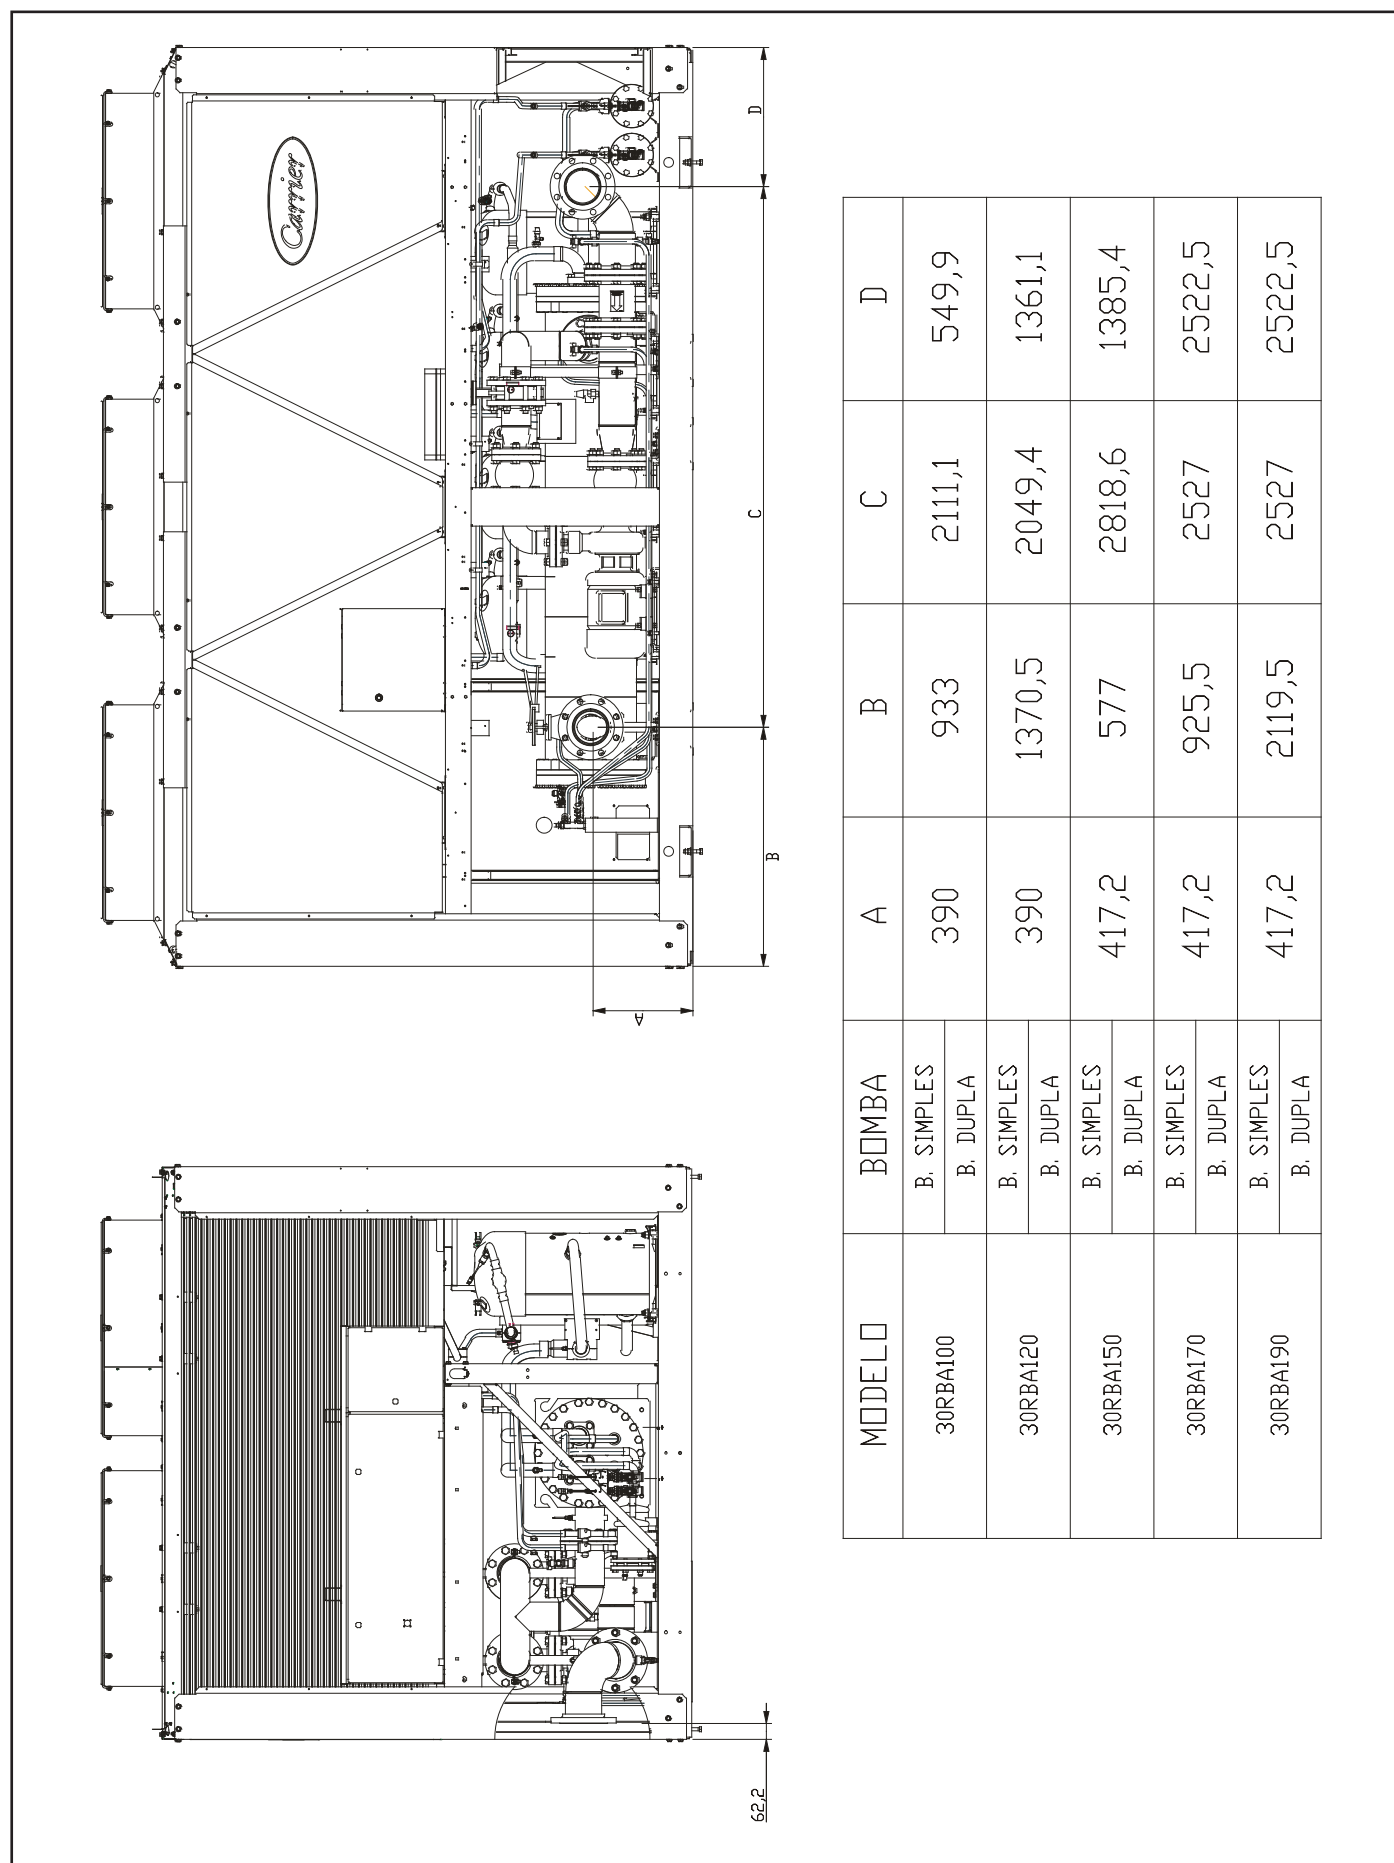 Carrier
D
C
B
A
62,2
MODELO BOMBA A B C D
30RBA100 B. SIMPLES 390 933 2111,1 549,9
B. DUPLA
30RBA120 B. SIMPLES 390 1370,5 2049,4 1361,1
B. DUPLA
30RBA150 B. SIMPLES 417,2 577 2818,6 1385,4
B. DUPLA
30RBA170 B. SIMPLES 417,2 925,5 2527 2522,5
B. DUPLA
30RBA190 B. SIMPLES 417,2 2119,5 2527 2522,5
B. DUPLA